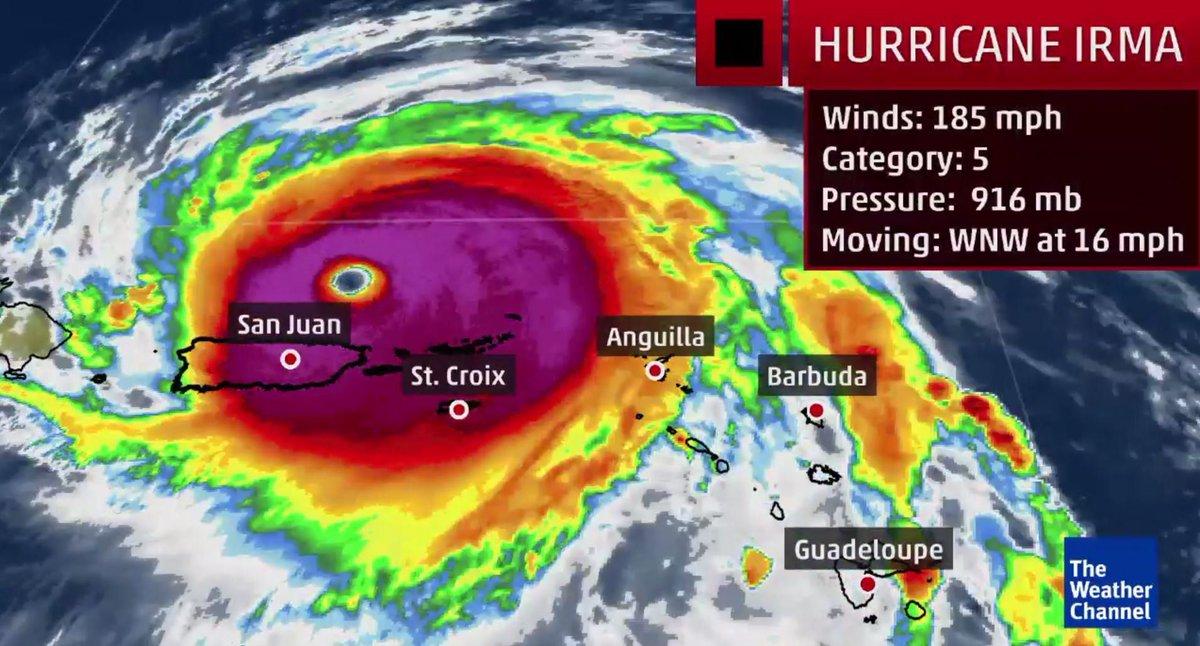 HURRICANE IRMA
Winds: 185 mph
Category: 5
Pressure: 916 mb
Moving: WNW at 16 mph
San Juan
Anguilla
St. Croix
Barbuda
Guadeloupe
The
Weather
Channel